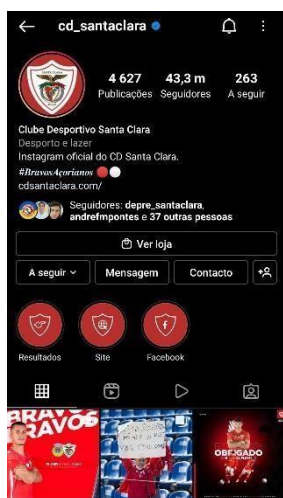 cd_santaclara
4 627
43,3 m
263
Publicações
Seguidores
A seguir
Clube Desportivo Santa Clara
Desporto e lazer
Instagram oficial do CD Santa Clara.
#BravosAçorianos
cdsantaclara.com/
Seguidores: depre_santaclara,
andrefmpontes e 37 outras pessoas
Ver loja
A seguir
Mensagem
Contacto
Resultados
Site
Facebook
BRAVOS
BRAVOS
OBRIGADO